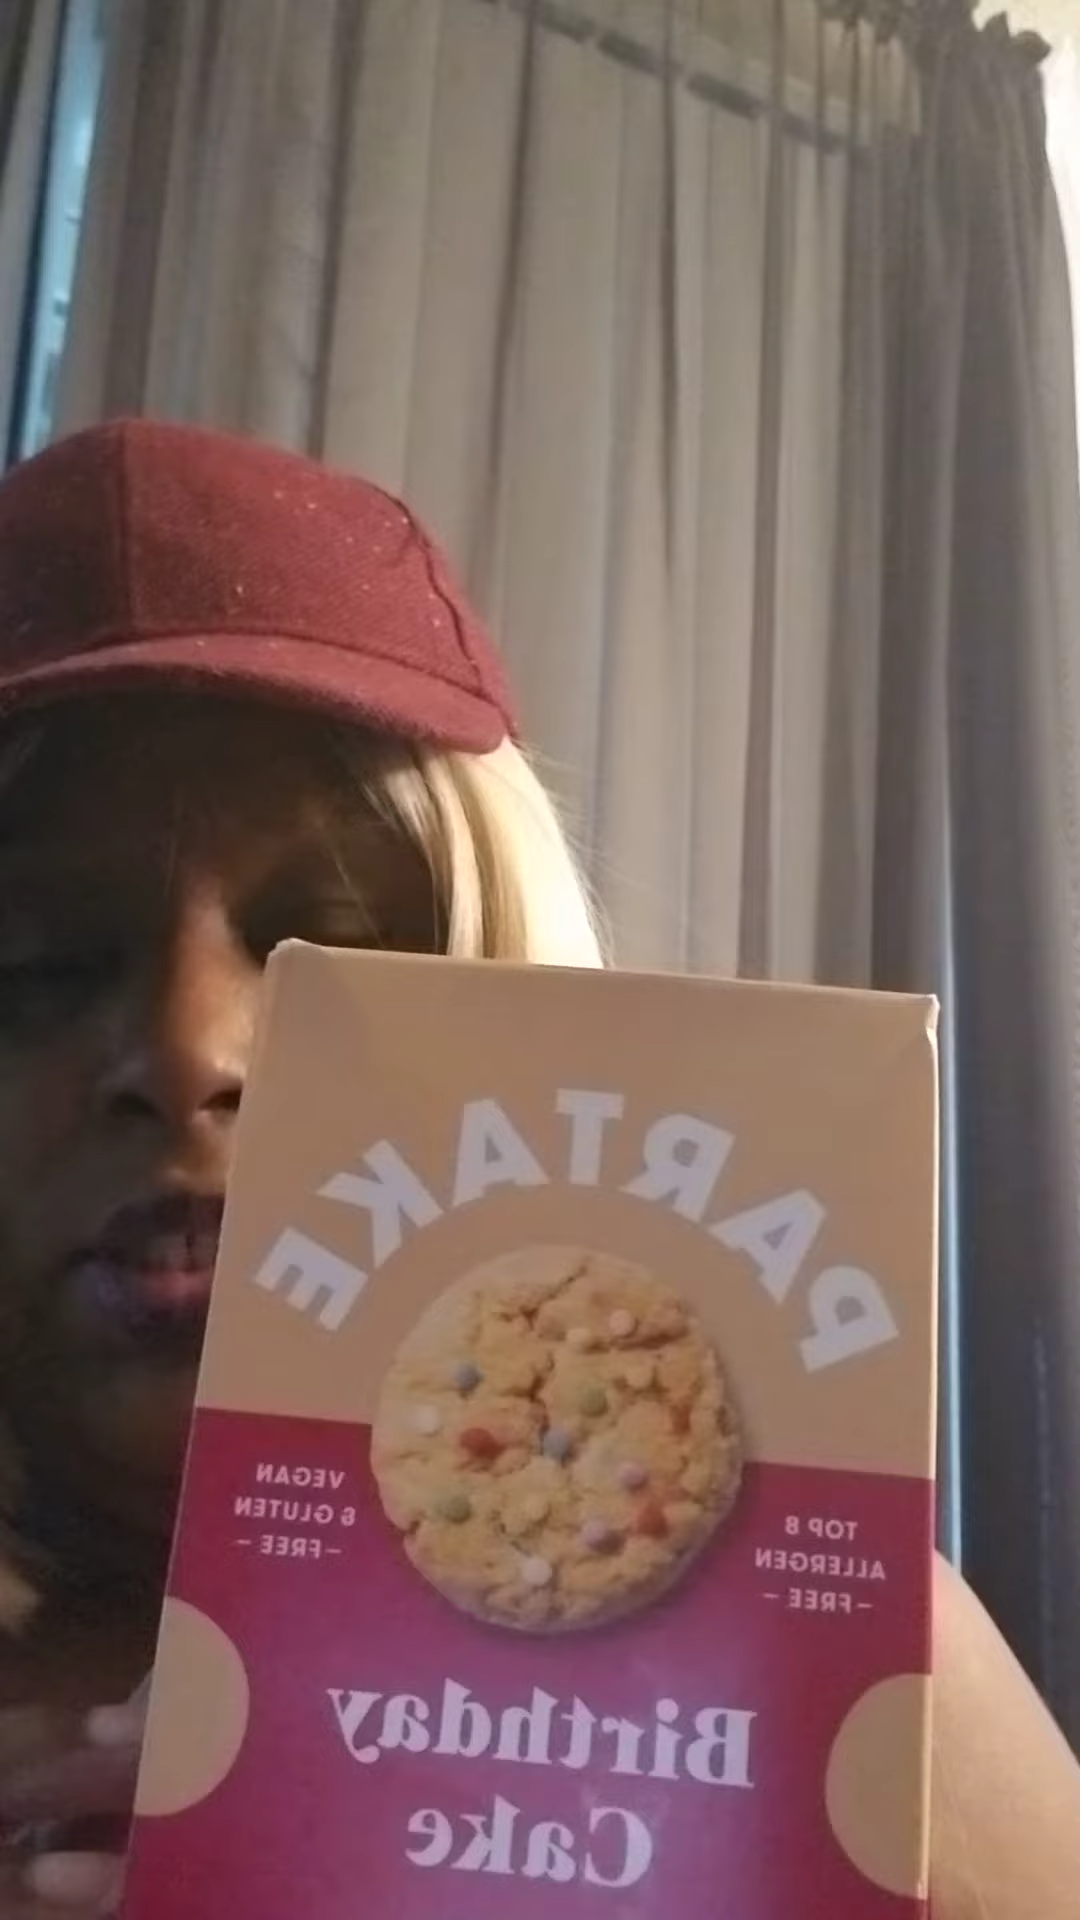 PARTAKE
VEGAN
& GLUTEN
– FREE –
TOP 8
ALLERGEN
– FREE –
Birthday
Cake